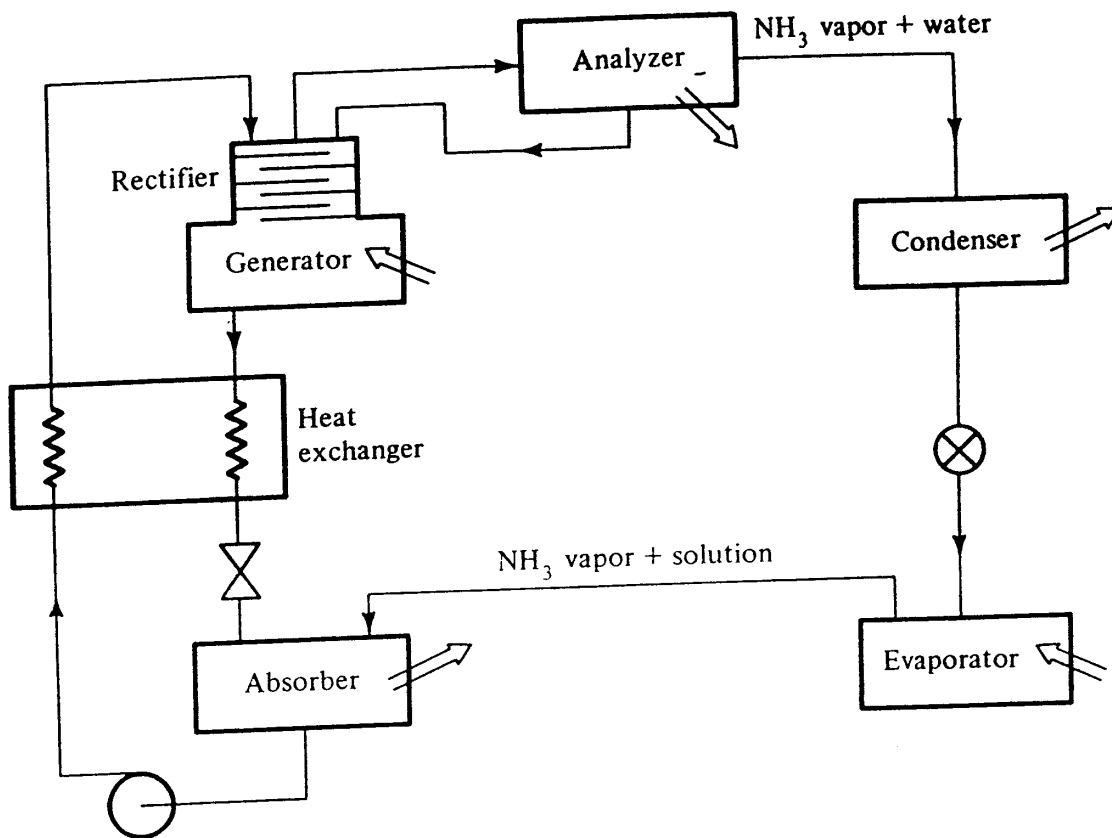 NH₃ vapor + water
Analyzer
Rectifier
Condenser
Generator
Heat
exchanger
NH₃ vapor + solution
Evaporator
Absorber